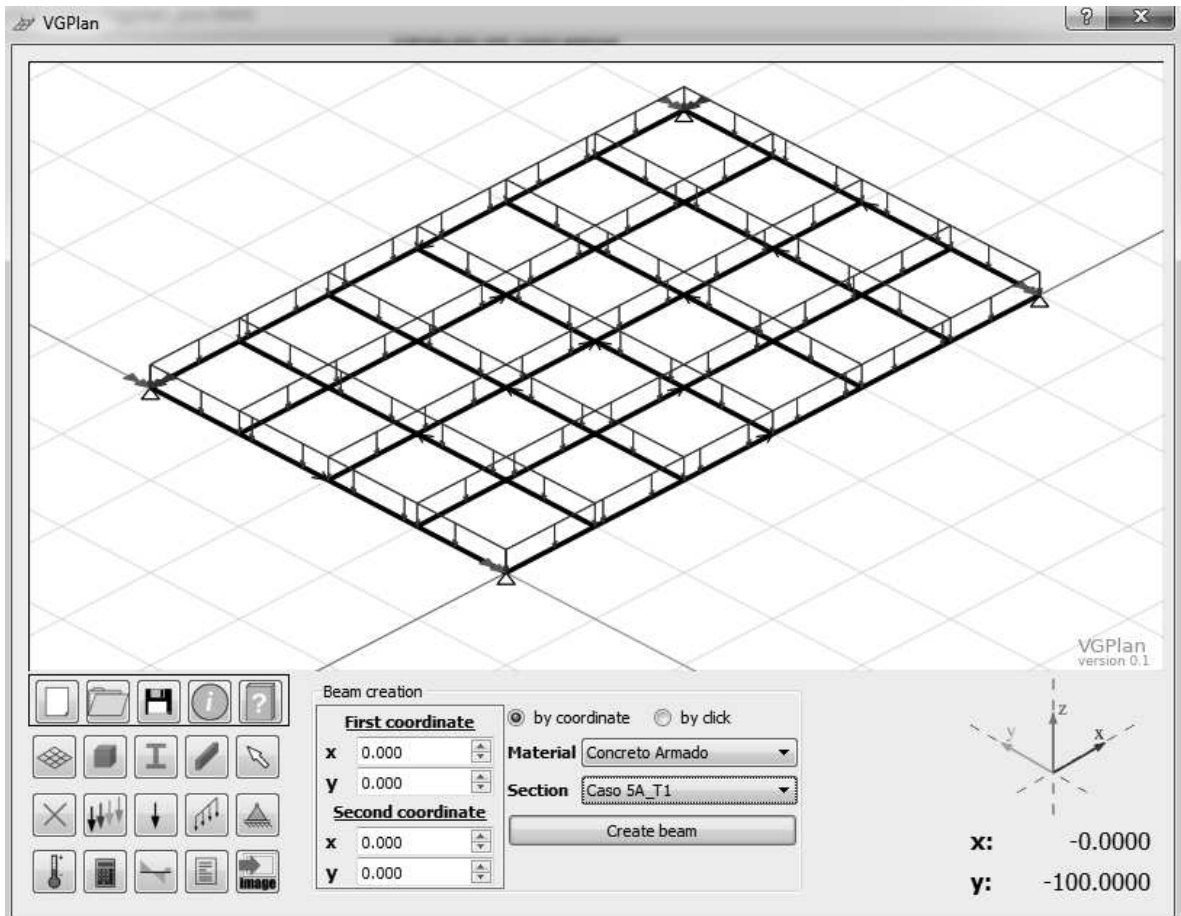 VGPlan
VGPlan
version 0.1
Beam creation
First coordinate
x 0.000
y 0.000
Second coordinate
x 0.000
y 0.000
by coordinate by click
Material Concreto Armado
Section Caso 5A_T1
Create beam
z
y
x
x: -0.0000
y: -100.0000
i
?
image
?
X